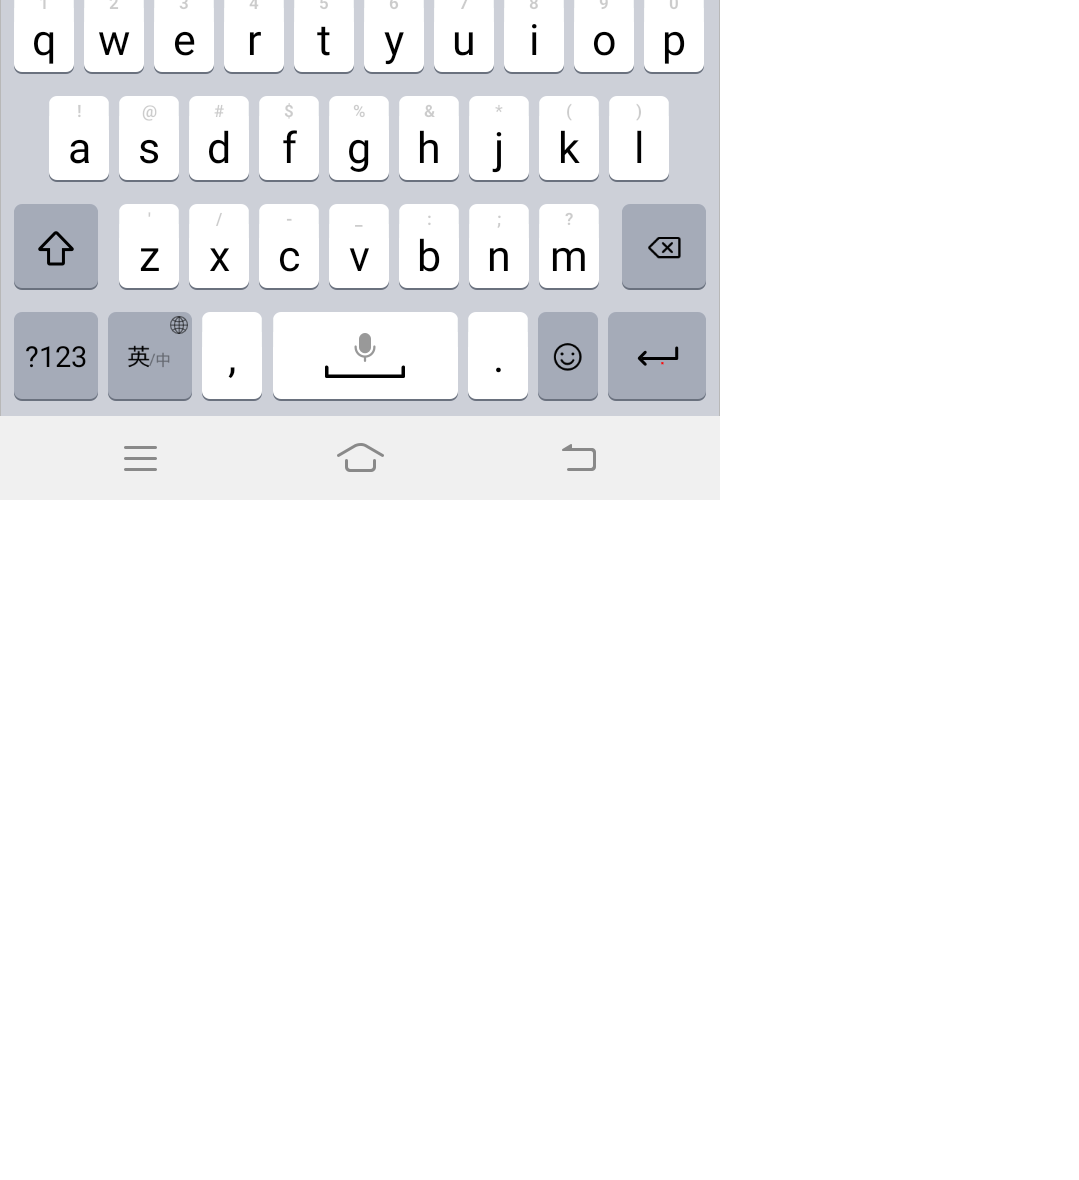 1 2 3 4 5 6 7 8 9 0
q w e r t y u i o p
! @ # $ % & * ( )
a s d f g h j k l
' / - _ : ; ?
z x c v b n m
?123 英/中 , .